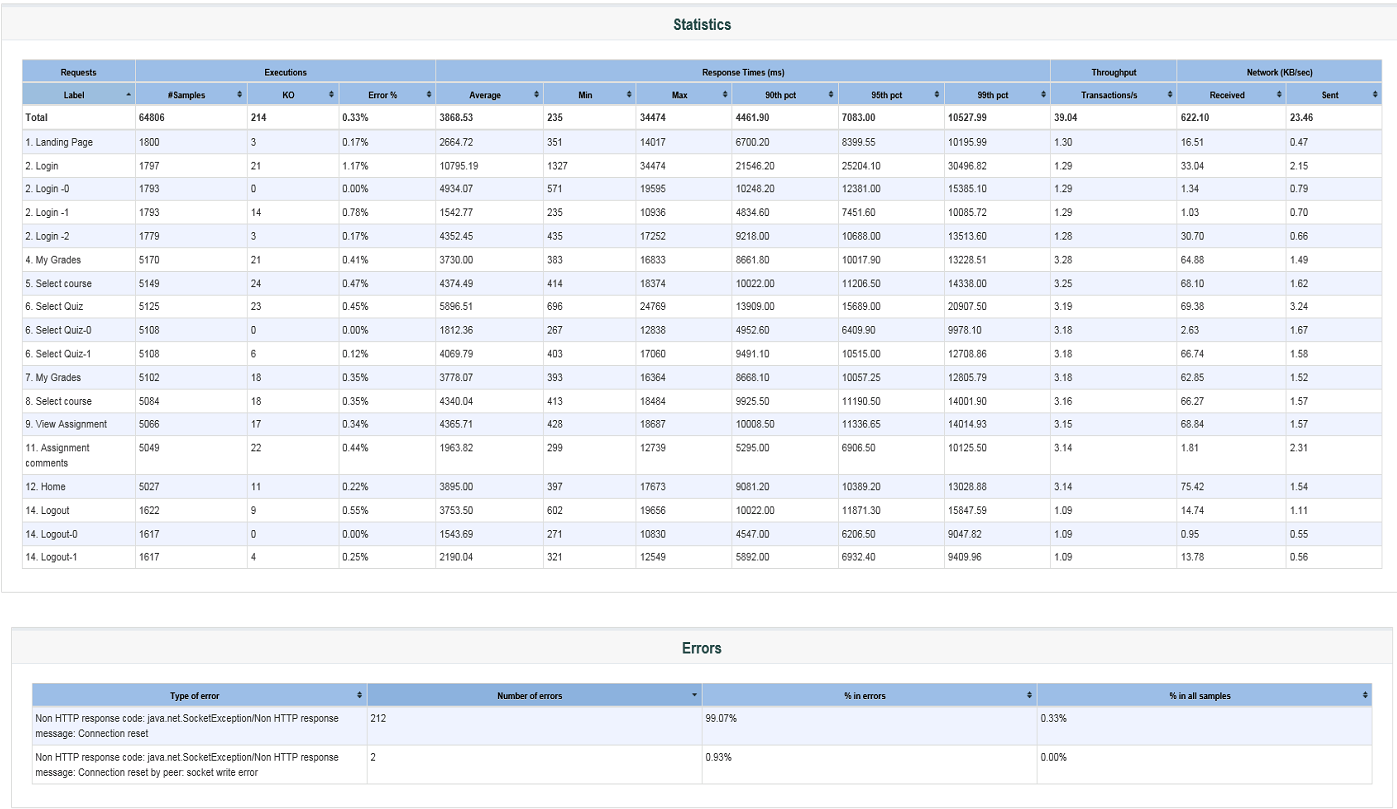 Statistics
Requests Executions Response Times (ms) Throughput Network (KB/sec)
Label #Samples KO Error % Average Min Max 90th pct 95th pct 99th pct Transactions/s Received Sent
Total 64806 214 0.33% 3868.53 235 34474 4461.90 7083.00 10527.99 39.04 622.10 23.46
1. Landing Page 1800 3 0.17% 2664.72 351 14017 6700.20 8399.55 10195.99 1.30 16.51 0.47
2. Login 1797 21 1.17% 10795.19 1327 34474 21546.20 25204.10 30496.82 1.29 33.04 2.15
2. Login -0 1793 0 0.00% 4934.07 571 19595 10248.20 12381.00 15385.10 1.29 1.34 0.79
2. Login -1 1793 14 0.78% 1542.77 235 10936 4834.60 7451.60 10085.72 1.29 1.03 0.70
2. Login -2 1779 3 0.17% 4352.45 435 17252 9218.00 10688.00 13513.60 1.28 30.70 0.66
4. My Grades 5170 21 0.41% 3730.00 383 16833 8661.80 10017.90 13228.51 3.28 64.88 1.49
5. Select course 5149 24 0.47% 4374.49 414 18374 10022.00 11206.50 14338.00 3.25 68.10 1.62
6. Select Quiz 5125 23 0.45% 5896.51 696 24769 13909.00 15689.00 20907.50 3.19 69.38 3.24
6. Select Quiz-0 5108 0 0.00% 1812.36 267 12838 4952.60 6409.90 9978.10 3.18 2.63 1.67
6. Select Quiz-1 5108 6 0.12% 4069.79 403 17060 9491.10 10515.00 12708.86 3.18 66.74 1.58
7. My Grades 5102 18 0.35% 3778.07 393 16364 8668.10 10057.25 12805.79 3.18 62.85 1.52
8. Select course 5084 18 0.35% 4340.04 413 18484 9925.50 11190.50 14001.90 3.16 66.27 1.57
9. View Assignment 5066 17 0.34% 4365.71 428 18687 10008.50 11336.65 14014.93 3.15 68.84 1.57
11. Assignment 5049 22 0.44% 1963.82 299 12739 5295.00 6906.50 10125.50 3.14 1.81 2.31
comments
12. Home 5027 11 0.22% 3895.00 397 17673 9081.20 10389.20 13028.88 3.14 75.42 1.54
14. Logout 1622 9 0.55% 3753.50 602 19656 10022.00 11871.30 15847.59 1.09 14.74 1.11
14. Logout-0 1617 0 0.00% 1543.69 271 10830 4547.00 6206.50 9047.82 1.09 0.95 0.55
14. Logout-1 1617 4 0.25% 2190.04 321 12549 5892.00 6932.40 9409.96 1.09 13.78 0.56
Errors
Type of error Number of errors % in errors % in all samples
Non HTTP response code: java.net.SocketException/Non HTTP response 212 99.07% 0.33%
message: Connection reset
Non HTTP response code: java.net.SocketException/Non HTTP response 2 0.93% 0.00%
message: Connection reset by peer: socket write error